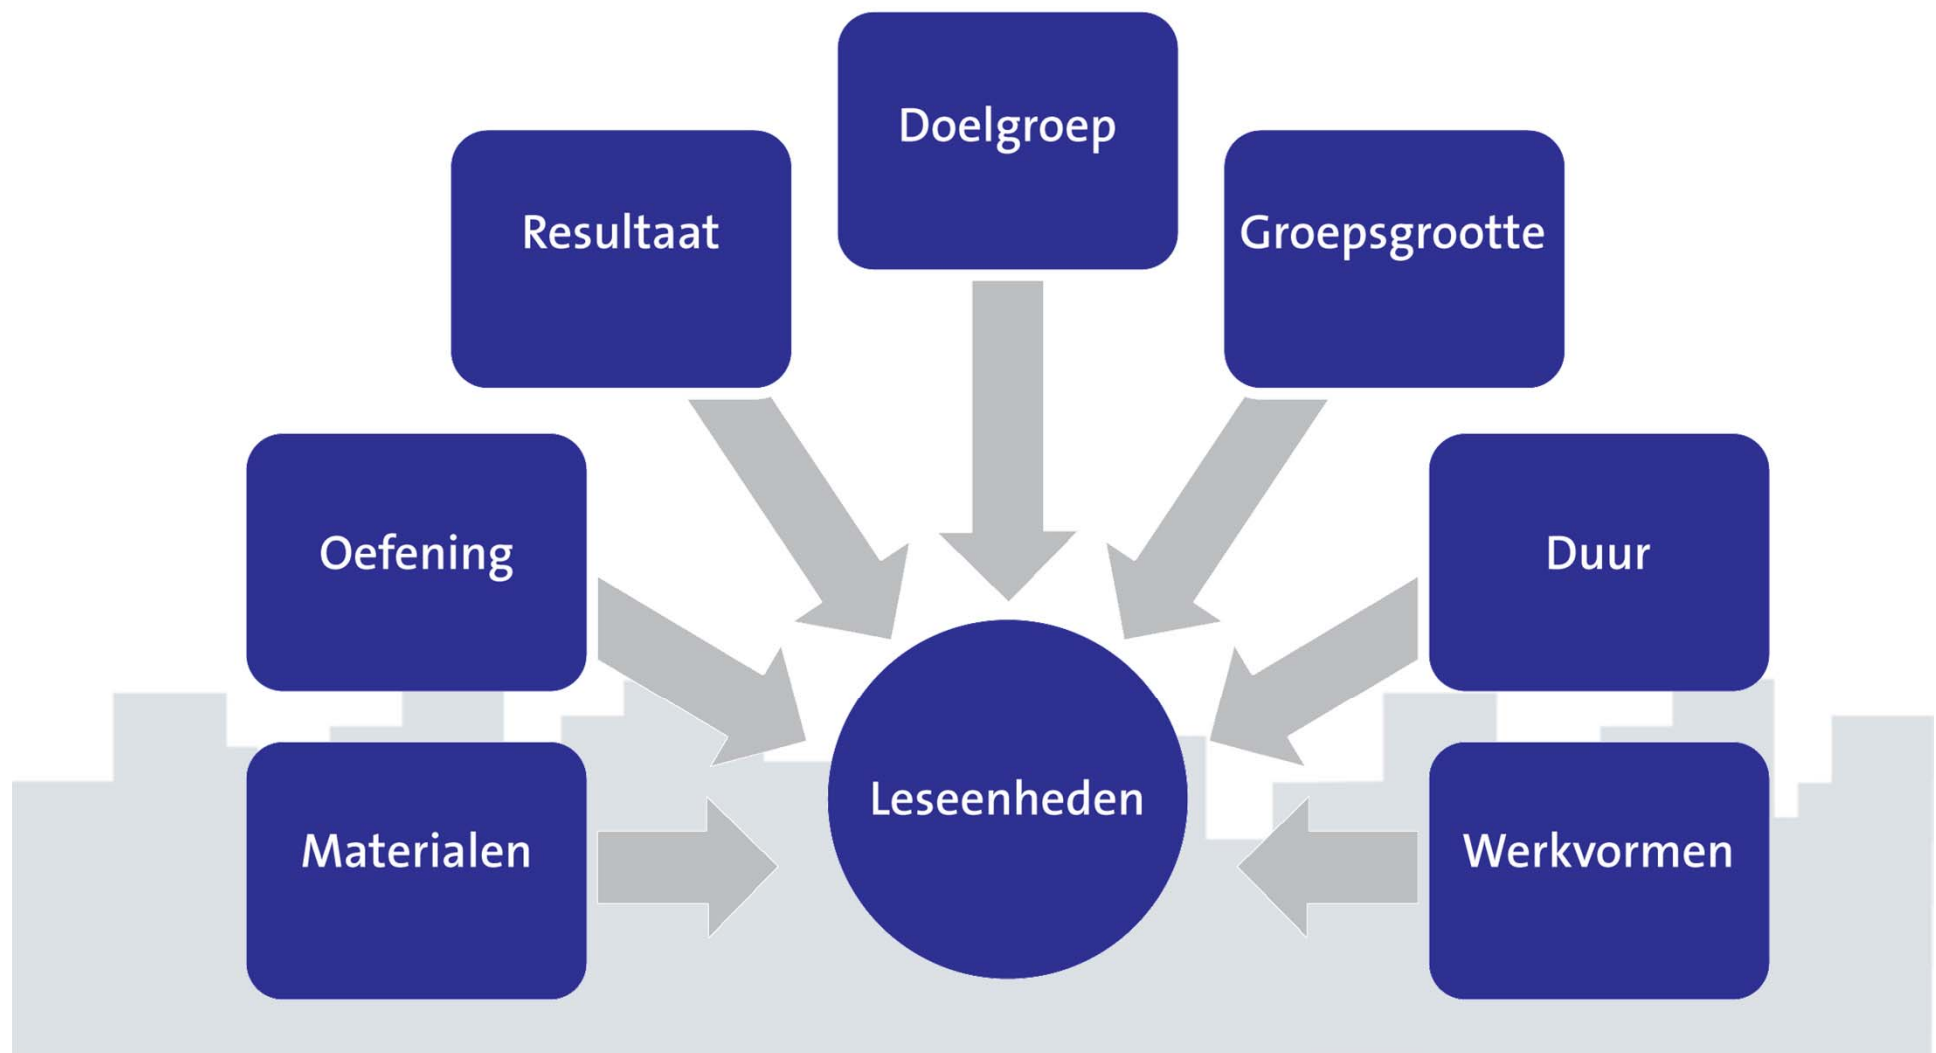 Doelgroep
Resultaat
Groepsgrootte
Oefening
Duur
Leseenheden
Materialen
Werkvormen